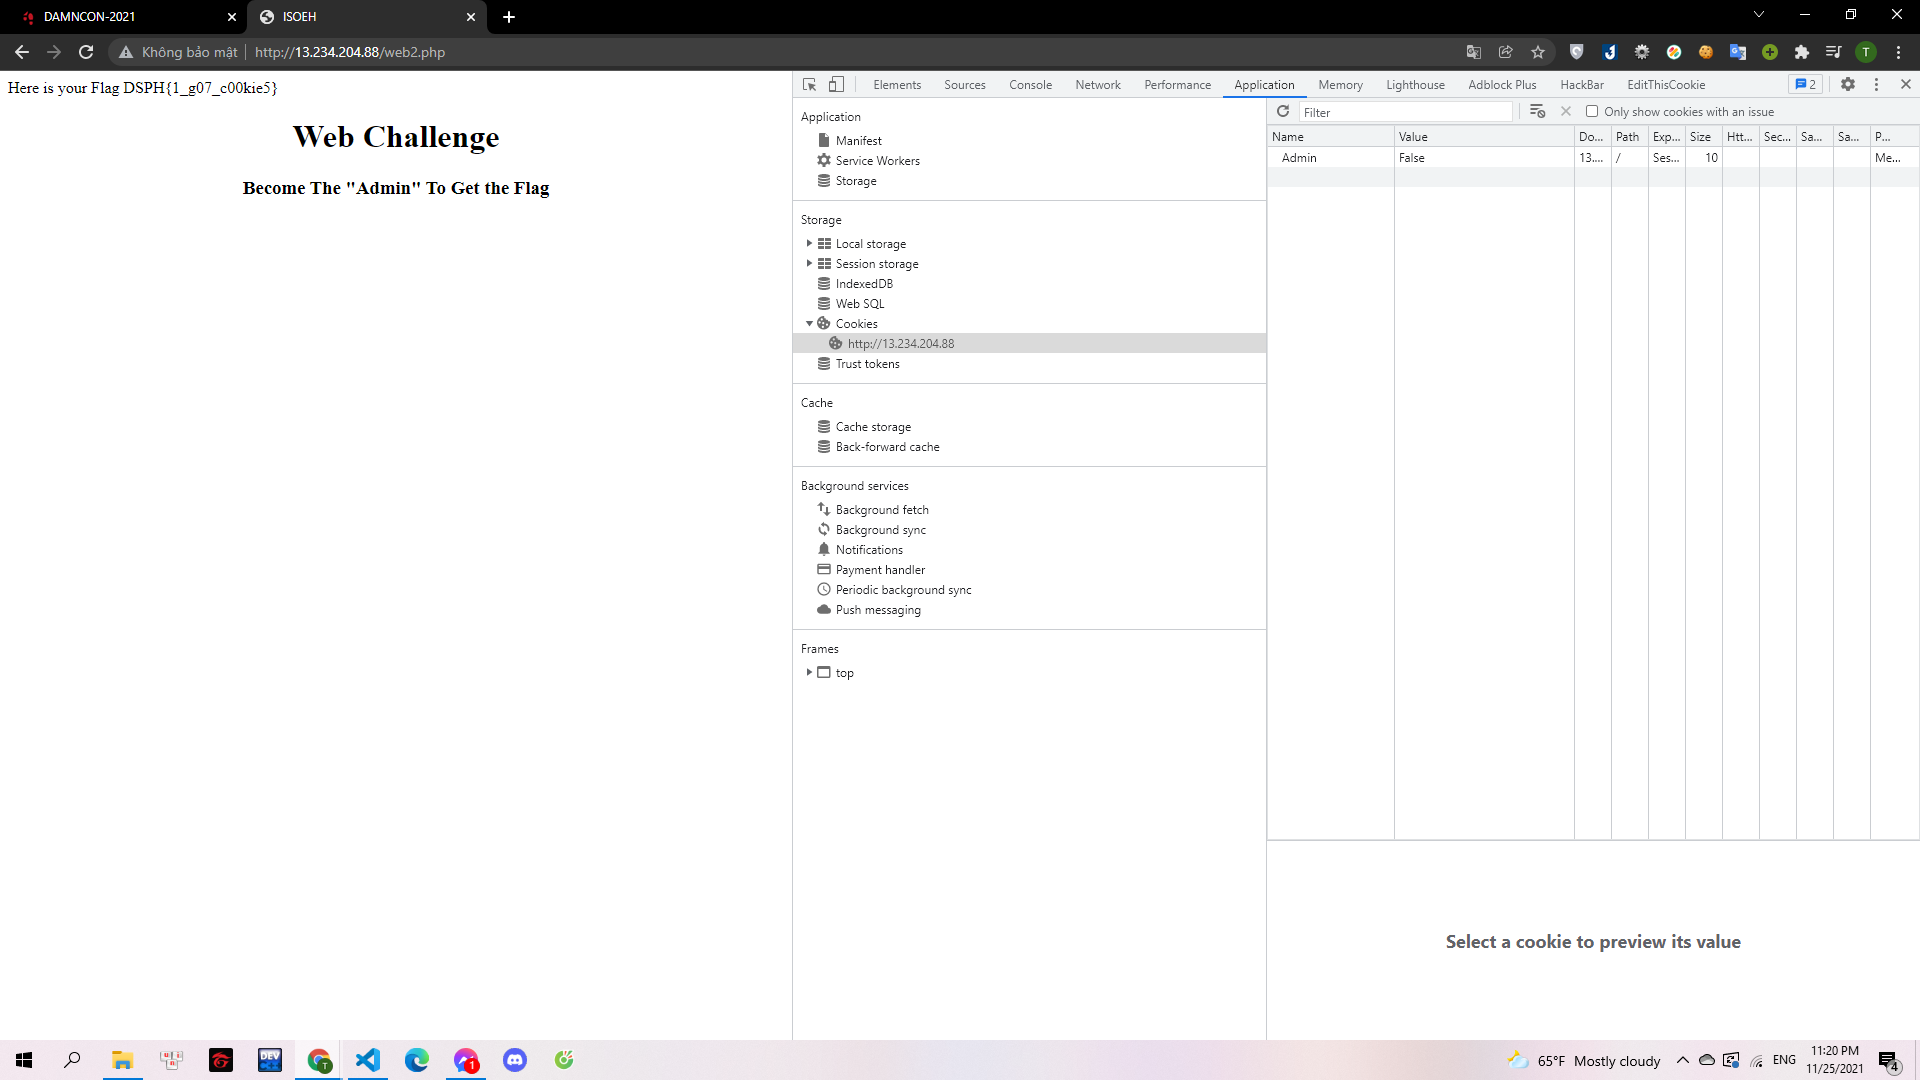 DAMNCON-2021
ISOEH
Không bảo mật
http://13.234.204.88/web2.php
T
Here is your Flag DSPH{1_g07_c00kie5}
Web Challenge
Become The "Admin" To Get the Flag
Elements
Sources
Console
Network
Performance
Application
Memory
Lighthouse
Adblock Plus
HackBar
EditThisCookie
2
Application
Manifest
Service Workers
Storage
Storage
Local storage
Session storage
IndexedDB
Web SQL
Cookies
http://13.234.204.88
Trust tokens
Cache
Cache storage
Back-forward cache
Background services
Background fetch
Background sync
Notifications
Payment handler
Periodic background sync
Push messaging
Frames
top
Filter
Only show cookies with an issue
Name Value Do... Path Exp... Size Htt... Sec... Sa... Sa... P...
Admin False 13.... / Ses... 10 Me...
Select a cookie to preview its value
DEV
T
1
65°F Mostly cloudy
ENG
11:20 PM
11/25/2021
4